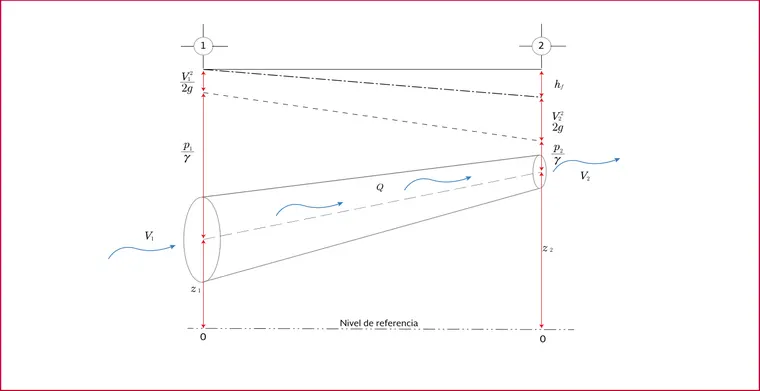 1
2
V₁²
2g
h_f
V₂²
2g
p₁
γ
p₂
γ
Q
V₂
V₁
z₂
z₁
Nivel de referencia
0
0